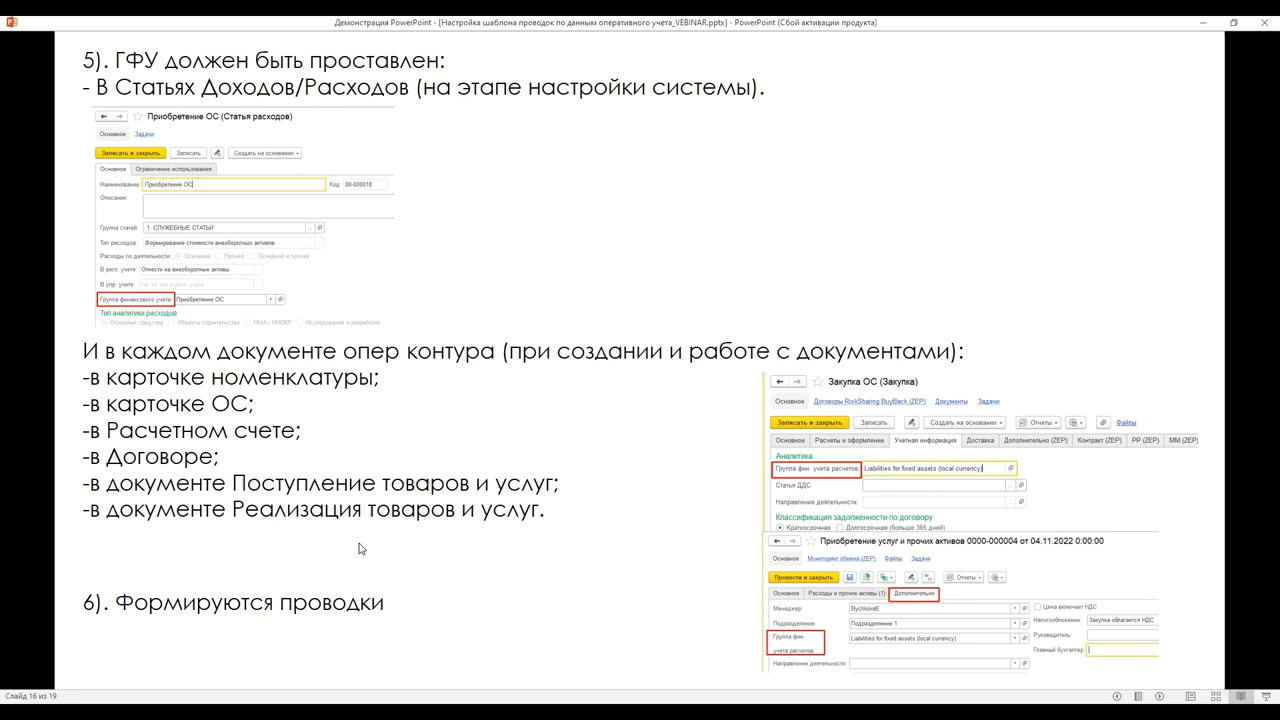 Демонстрация PowerPoint - [Настройка шаблона проводок по данным оперативного учета_VEBINAR.pptx] - PowerPoint (Сбой активации продукта)
5). ГФУ должен быть проставлен:
- В Статьях Доходов/Расходов (на этапе настройки системы).
Приобретение ОС (Статья расходов)
Основное Задачи
Записать и закрыть Записать Создать на основании
Основное Ограничение использования
Наименование: Приобретение ОС Код: 00-000010
Описание:
Группа статей: 1. СЛУЖЕБНЫЕ СТАТЬИ
Тип расходов: Формирование стоимости внеоборотных активов
Расходы по деятельности: Основной Прочей Основной и прочей
В регл. учете: Отнести на внеоборотные активы
В упр. учете: так же как в регл. учете
Группа финансового учета: Приобретение ОС
Тип аналитики расходов
Основные средства Объекты строительства НМА / НИОКР Исследования и разработки
И в каждом документе опер контура (при создании и работе с документами):
-в карточке номенклатуры;
-в карточке ОС;
-в Расчетном счете;
-в Договоре;
-в документе Поступление товаров и услуг;
-в документе Реализация товаров и услуг.
6). Формируются проводки
Закупка ОС (Закупка)
Основное Договоры RiskSharing BuyBack (ZEP) Документы Задачи
Записать и закрыть Записать Создать на основании Отчеты Файлы
Основное Расчеты и оформление Учетная информация Доставка Дополнительно (ZEP) Контракт (ZEP) PP (ZEP) MM (ZEP)
Аналитика
Группа фин. учета расчетов: Liabilities for fixed assets (local currency)
Статья ДДС:
Направление деятельности:
Классификация задолженности по договору
Краткосрочная Долгосрочная (больше 365 дней)
Приобретение услуг и прочих активов 0000-000004 от 04.11.2022 0:00:00
Основное Мониторинг обмена (ZEP) Файлы Задачи
Провести и закрыть Отчеты
Основное Расходы и прочие активы (1) Дополнительно
Менеджер: BychkovaE Цена включает НДС
Подразделение: Подразделение 1 Налогообложение: Закупка облагается НДС
Группа фин. учета расчетов: Liabilities for fixed assets (local currency) Руководитель:
Главный бухгалтер:
Направление деятельности:
Слайд 16 из 19